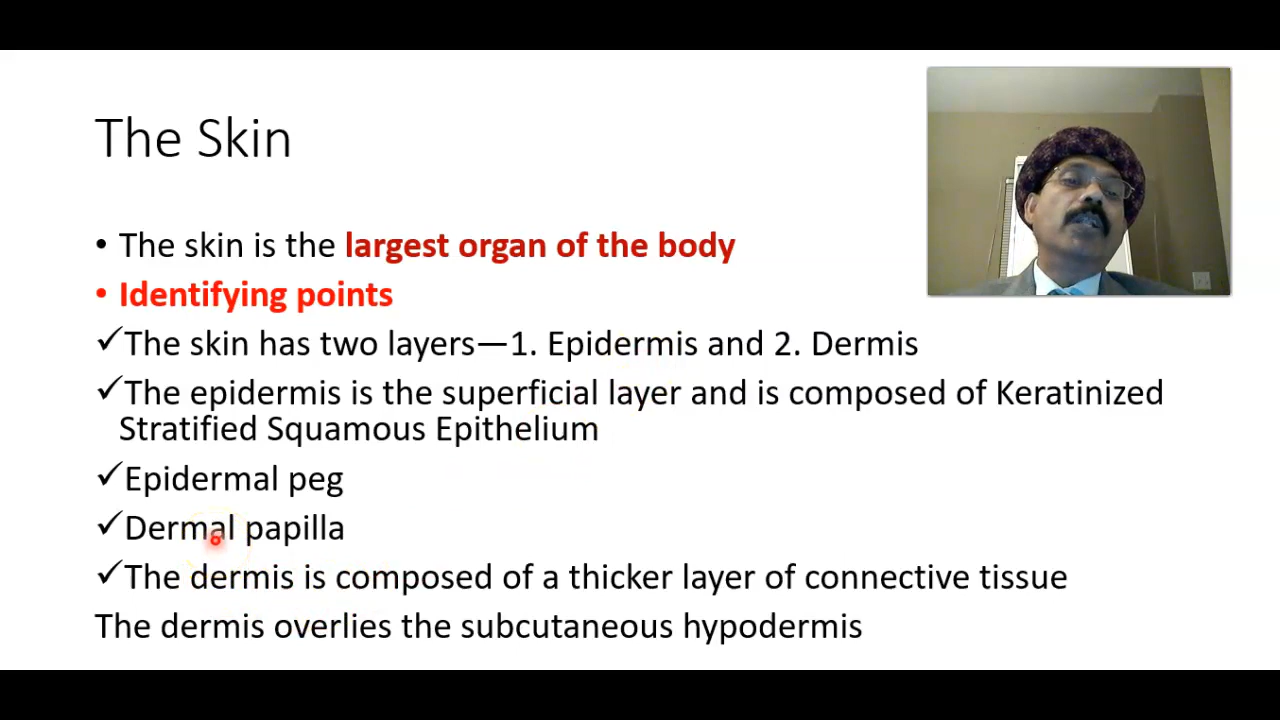 The Skin
• The skin is the largest organ of the body
• Identifying points
✓The skin has two layers—1. Epidermis and 2. Dermis
✓The epidermis is the superficial layer and is composed of Keratinized
Stratified Squamous Epithelium
✓Epidermal peg
✓Dermal papilla
✓The dermis is composed of a thicker layer of connective tissue
The dermis overlies the subcutaneous hypodermis